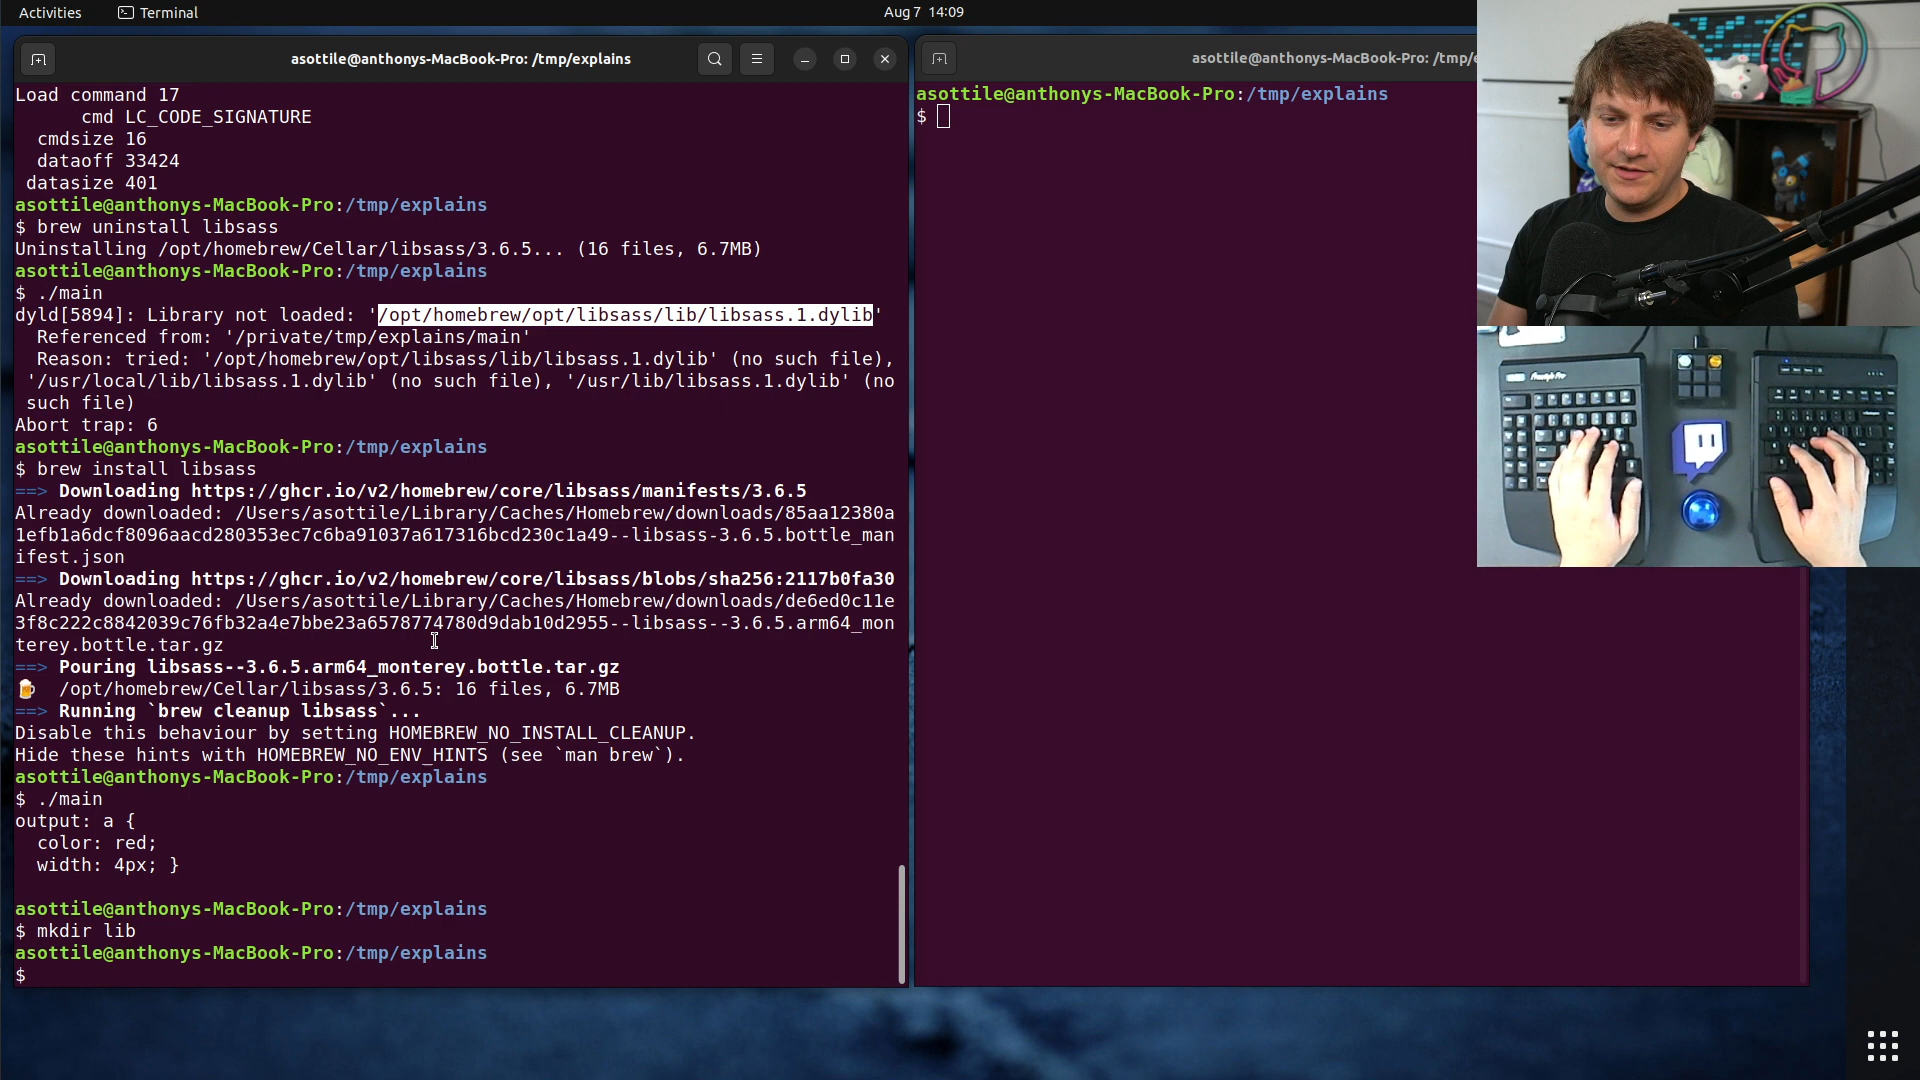 Activities
Terminal
Aug 7 14:09
asottile@anthonys-MacBook-Pro: /tmp/explains
Load command 17
      cmd LC_CODE_SIGNATURE
  cmdsize 16
  dataoff 33424
 datasize 401
asottile@anthonys-MacBook-Pro:/tmp/explains
$ brew uninstall libsass
Uninstalling /opt/homebrew/Cellar/libsass/3.6.5... (16 files, 6.7MB)
asottile@anthonys-MacBook-Pro:/tmp/explains
$ ./main
dyld[5894]: Library not loaded: '/opt/homebrew/opt/libsass/lib/libsass.1.dylib'
  Referenced from: '/private/tmp/explains/main'
  Reason: tried: '/opt/homebrew/opt/libsass/lib/libsass.1.dylib' (no such file),
 '/usr/local/lib/libsass.1.dylib' (no such file), '/usr/lib/libsass.1.dylib' (no
 such file)
Abort trap: 6
asottile@anthonys-MacBook-Pro:/tmp/explains
$ brew install libsass
==> Downloading https://ghcr.io/v2/homebrew/core/libsass/manifests/3.6.5
Already downloaded: /Users/asottile/Library/Caches/Homebrew/downloads/85aa12380a
1efb1a6dcf8096aacd280353ec7c6ba91037a617316bcd230c1a49--libsass-3.6.5.bottle_man
ifest.json
==> Downloading https://ghcr.io/v2/homebrew/core/libsass/blobs/sha256:2117b0fa30
Already downloaded: /Users/asottile/Library/Caches/Homebrew/downloads/de6ed0c11e
3f8c222c8842039c76fb32a4e7bbe23a6578774780d9dab10d2955--libsass--3.6.5.arm64_mon
terey.bottle.tar.gz
==> Pouring libsass--3.6.5.arm64_monterey.bottle.tar.gz
🍺  /opt/homebrew/Cellar/libsass/3.6.5: 16 files, 6.7MB
==> Running `brew cleanup libsass`...
Disable this behaviour by setting HOMEBREW_NO_INSTALL_CLEANUP.
Hide these hints with HOMEBREW_NO_ENV_HINTS (see `man brew`).
asottile@anthonys-MacBook-Pro:/tmp/explains
$ ./main
output: a {
  color: red;
  width: 4px; }
asottile@anthonys-MacBook-Pro:/tmp/explains
$ mkdir lib
asottile@anthonys-MacBook-Pro:/tmp/explains
$
asottile@anthonys-MacBook-Pro: /tmp/e
asottile@anthonys-MacBook-Pro:/tmp/explains
$